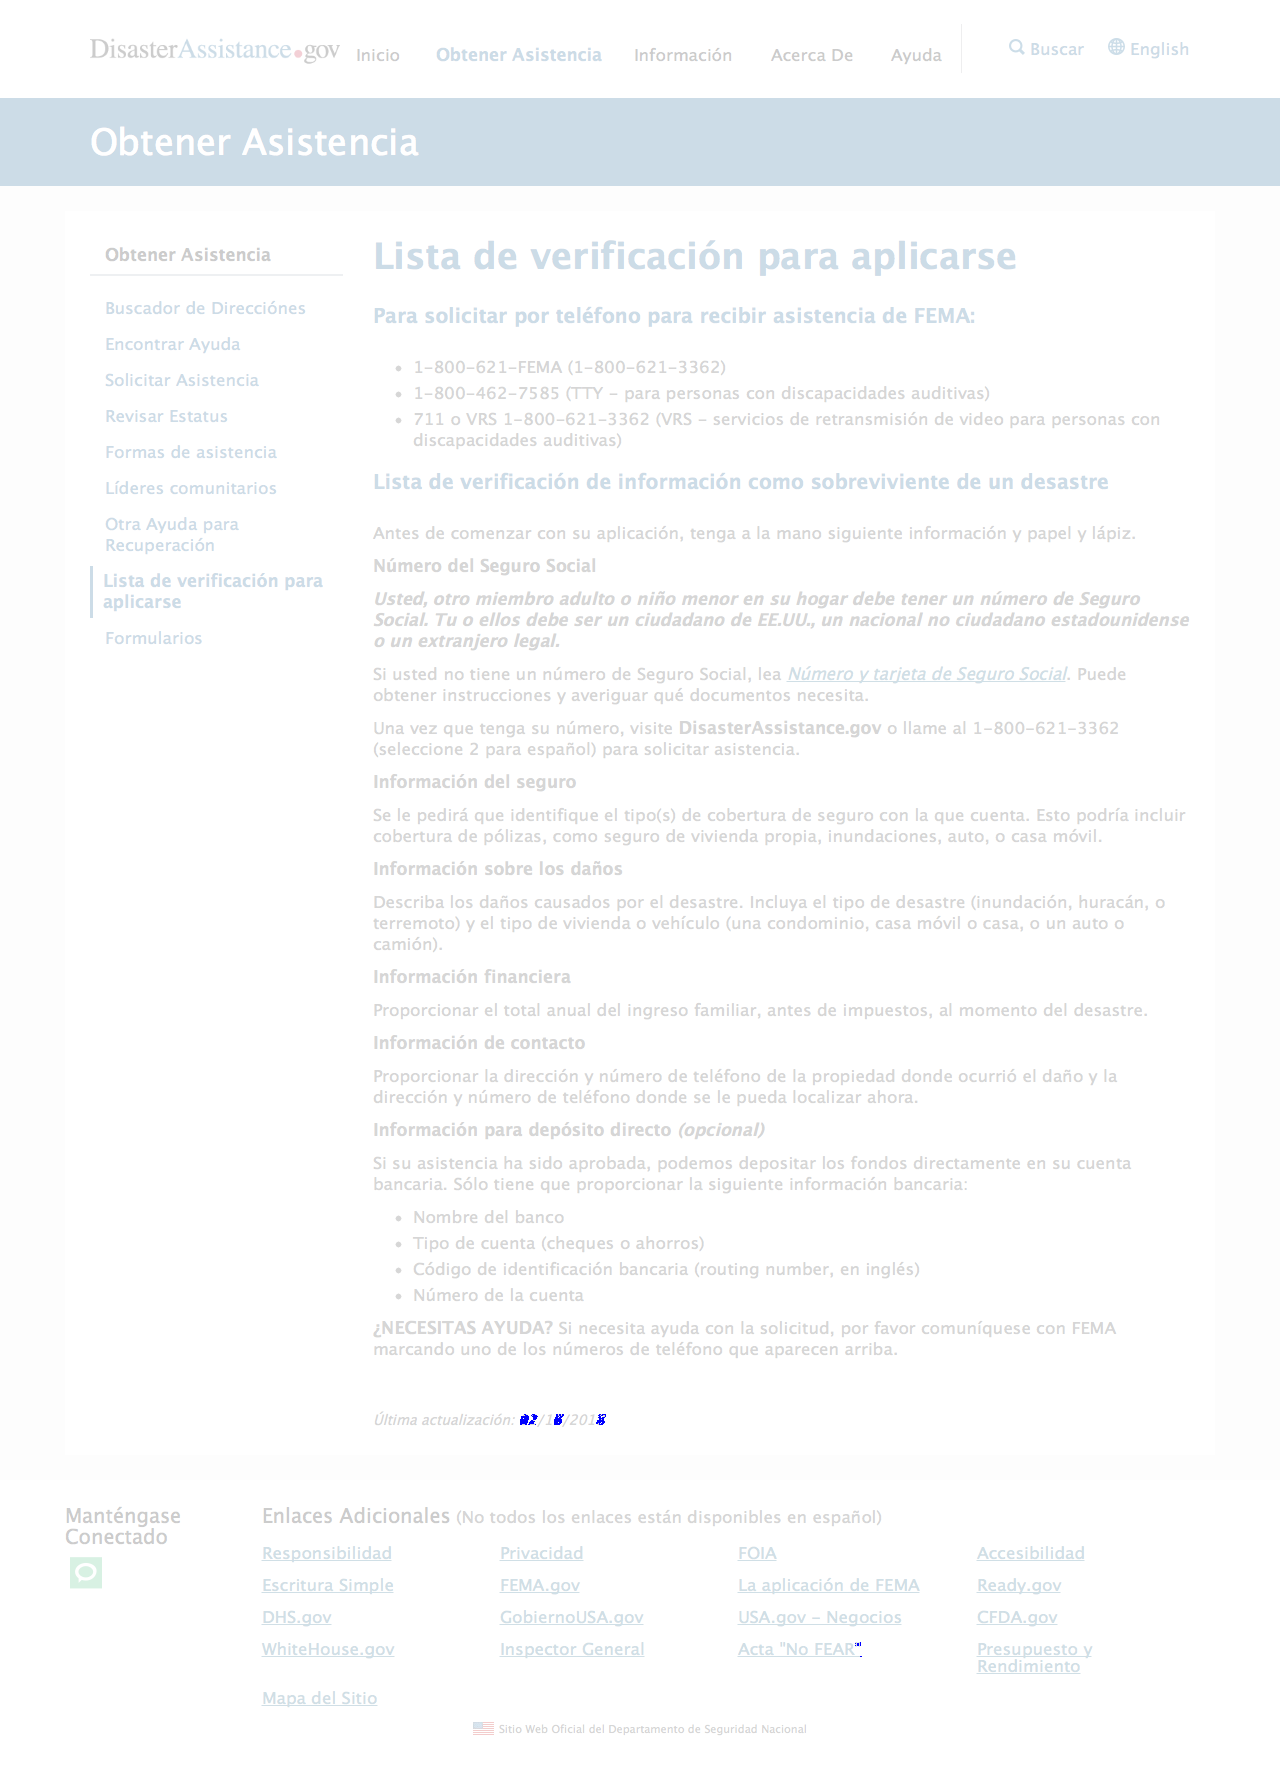 DisasterAssistance.gov
Inicio
Obtener Asistencia
Información
Acerca De
Ayuda
Buscar
English
Obtener Asistencia
Obtener Asistencia
Buscador de Direcciónes
Encontrar Ayuda
Solicitar Asistencia
Revisar Estatus
Formas de asistencia
Líderes comunitarios
Otra Ayuda para
Recuperación
Lista de verificación para
aplicarse
Formularios
Lista de verificación para aplicarse
Para solicitar por teléfono para recibir asistencia de FEMA:
• 1-800-621-FEMA (1-800-621-3362)
• 1-800-462-7585 (TTY - para personas con discapacidades auditivas)
• 711 o VRS 1-800-621-3362 (VRS - servicios de retransmisión de video para personas con
discapacidades auditivas)
Lista de verificación de información como sobreviviente de un desastre
Antes de comenzar con su aplicación, tenga a la mano siguiente información y papel y lápiz.
Número del Seguro Social
Usted, otro miembro adulto o niño menor en su hogar debe tener un número de Seguro
Social. Tu o ellos debe ser un ciudadano de EE.UU., un nacional no ciudadano estadounidense
o un extranjero legal.
Si usted no tiene un número de Seguro Social, lea Número y tarjeta de Seguro Social. Puede
obtener instrucciones y averiguar qué documentos necesita.
Una vez que tenga su número, visite DisasterAssistance.gov o llame al 1-800-621-3362
(seleccione 2 para español) para solicitar asistencia.
Información del seguro
Se le pedirá que identifique el tipo(s) de cobertura de seguro con la que cuenta. Esto podría incluir
cobertura de pólizas, como seguro de vivienda propia, inundaciones, auto, o casa móvil.
Información sobre los daños
Describa los daños causados por el desastre. Incluya el tipo de desastre (inundación, huracán, o
terremoto) y el tipo de vivienda o vehículo (una condominio, casa móvil o casa, o un auto o
camión).
Información financiera
Proporcionar el total anual del ingreso familiar, antes de impuestos, al momento del desastre.
Información de contacto
Proporcionar la dirección y número de teléfono de la propiedad donde ocurrió el daño y la
dirección y número de teléfono donde se le pueda localizar ahora.
Información para depósito directo (opcional)
Si su asistencia ha sido aprobada, podemos depositar los fondos directamente en su cuenta
bancaria. Sólo tiene que proporcionar la siguiente información bancaria:
• Nombre del banco
• Tipo de cuenta (cheques o ahorros)
• Código de identificación bancaria (routing number, en inglés)
• Número de la cuenta
¿NECESITAS AYUDA? Si necesita ayuda con la solicitud, por favor comuníquese con FEMA
marcando uno de los números de teléfono que aparecen arriba.
Última actualización:
Manténgase
Conectado
Enlaces Adicionales (No todos los enlaces están disponibles en español)
Responsibilidad
Privacidad
FOIA
Accesibilidad
Escritura Simple
FEMA.gov
La aplicación de FEMA
Ready.gov
DHS.gov
GobiernoUSA.gov
USA.gov - Negocios
CFDA.gov
WhiteHouse.gov
Inspector General
Acta "No FEAR"
Presupuesto y
Rendimiento
Mapa del Sitio
Sitio Web Oficial del Departamento de Seguridad Nacional